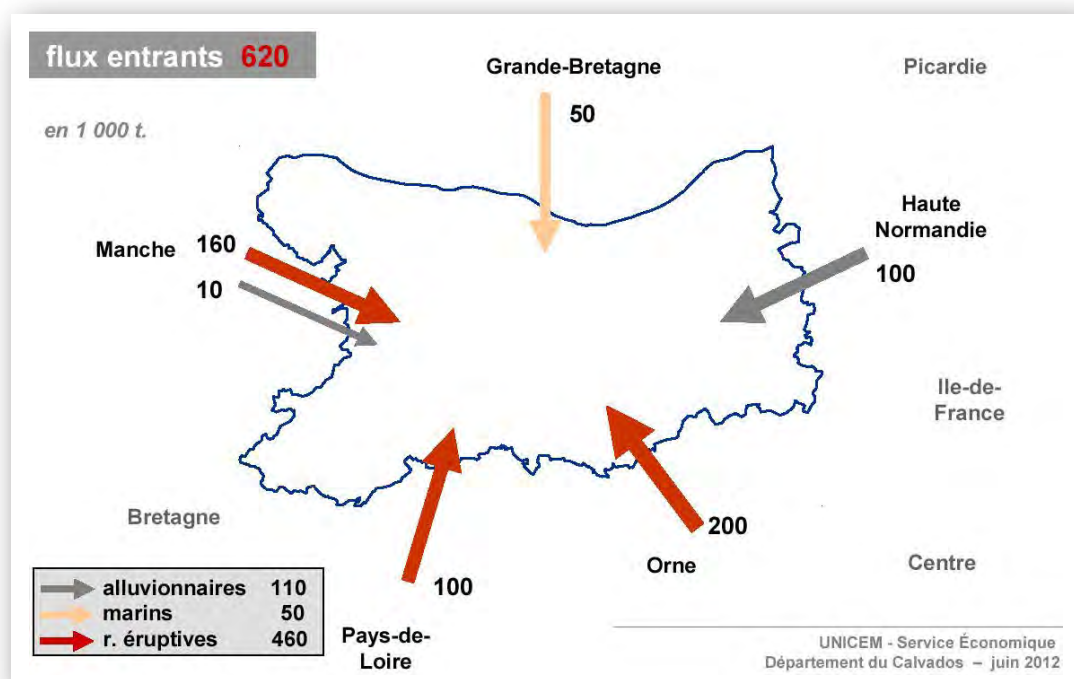 flux entrants 620
en 1 000 t.
Grande-Bretagne
50
Picardie
Haute
Normandie
100
Manche
160
10
Ile-de-
France
Bretagne
200
Orne
Centre
100
Pays-de-
Loire
alluvionnaires 110
marins 50
r. éruptives 460
UNICEM - Service Économique
Département du Calvados – juin 2012